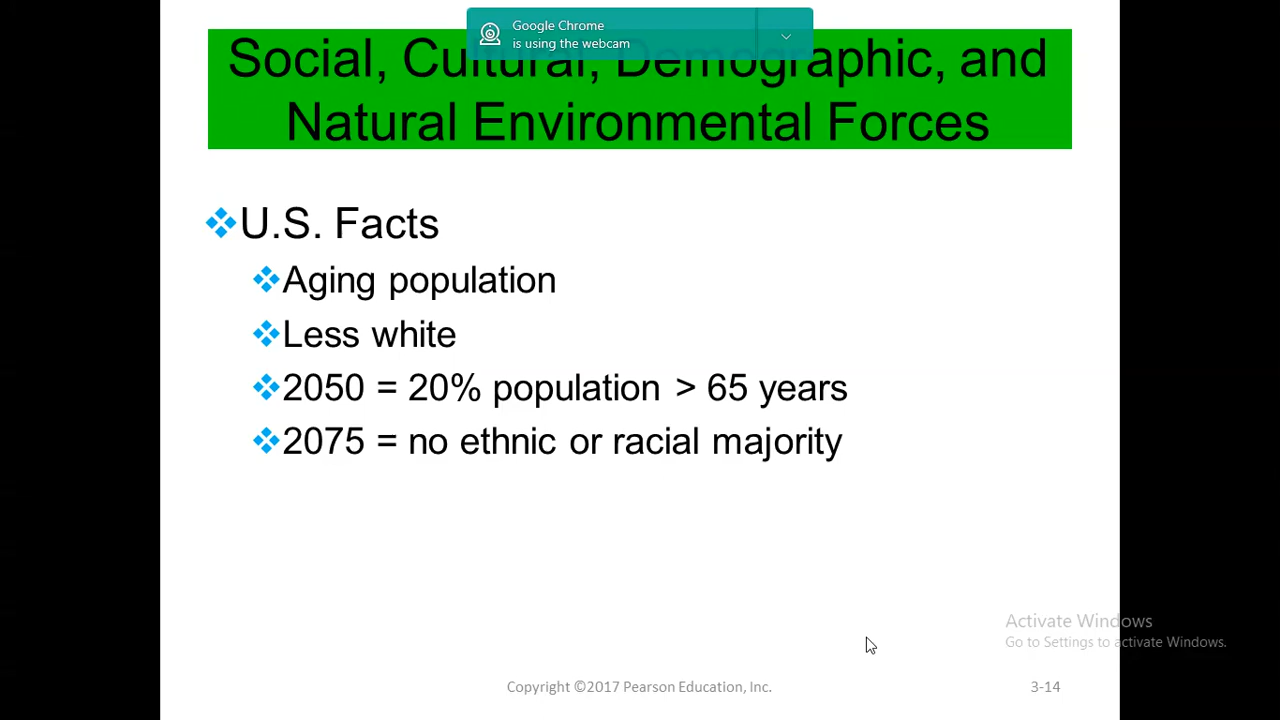 Google Chrome
is using the webcam
Social, Cultural, Demographic, and
Natural Environmental Forces
U.S. Facts
Aging population
Less white
2050 = 20% population > 65 years
2075 = no ethnic or racial majority
Activate Windows
Go to Settings to activate Windows.
Copyright ©2017 Pearson Education, Inc.
3-14